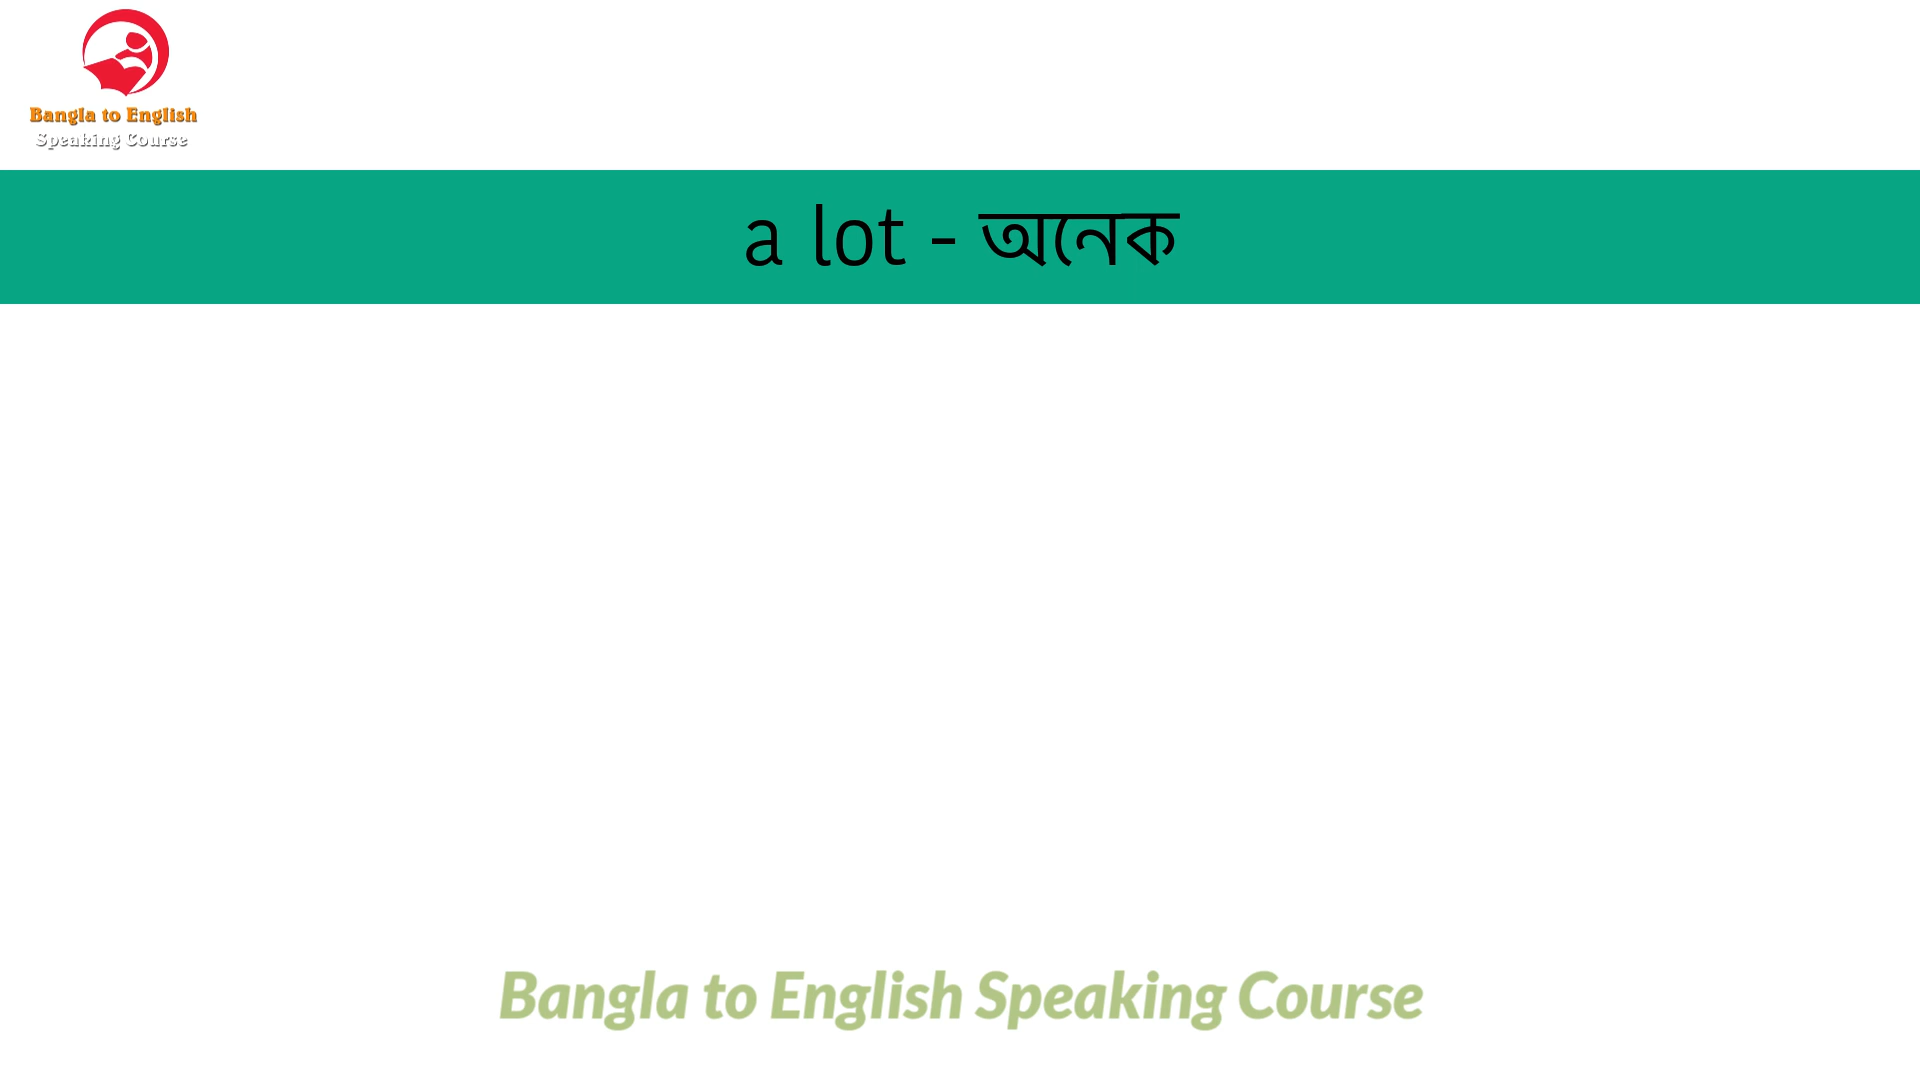 Bangla to English
Speaking Course
a lot - অনেক
Bangla to English Speaking Course